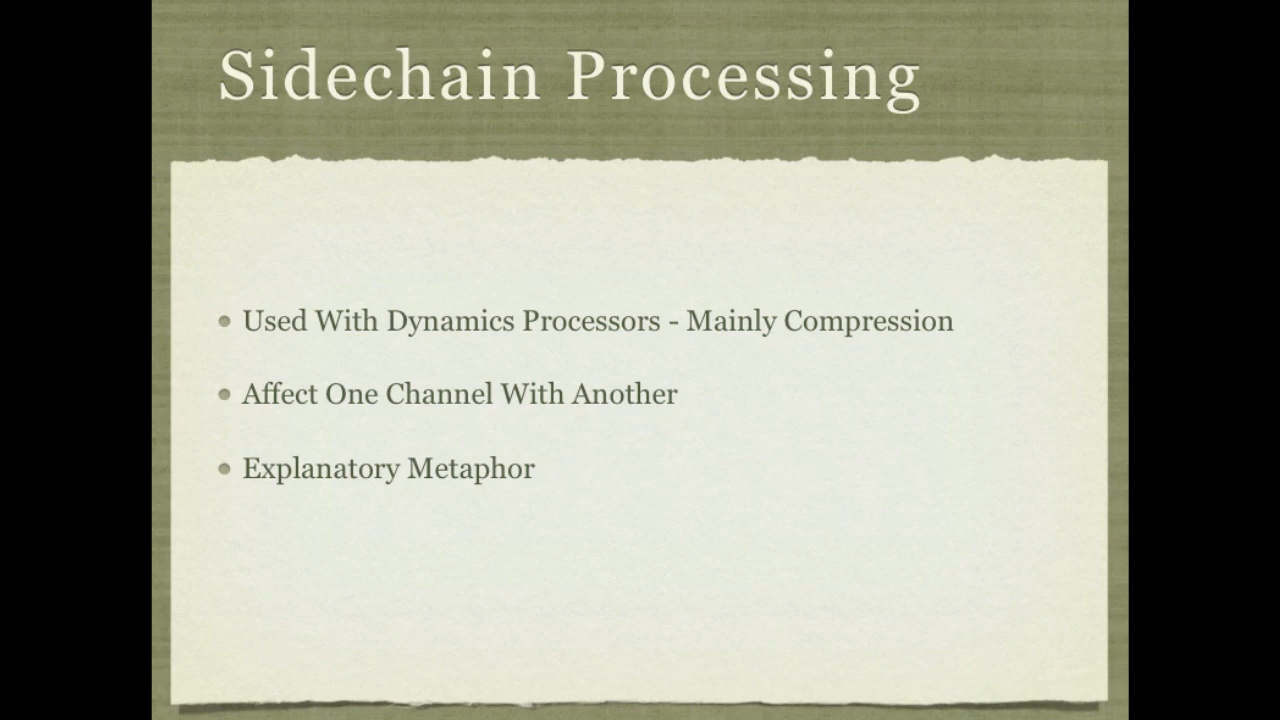 Sidechain Processing
Used With Dynamics Processors - Mainly Compression
Affect One Channel With Another
Explanatory Metaphor